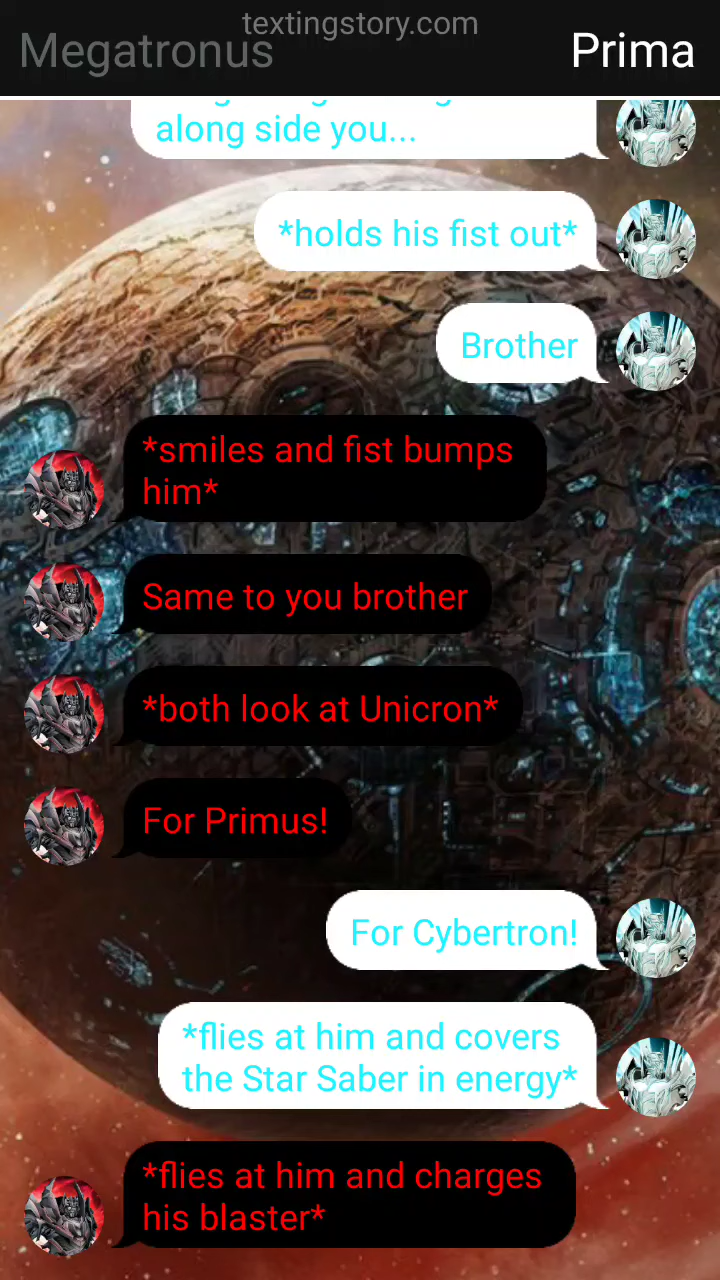 textingstory.com
Megatronus
Prima
along side you...
*holds his fist out*
Brother
*smiles and fist bumps
him*
Same to you brother
*both look at Unicron*
For Primus!
For Cybertron!
*flies at him and covers
the Star Saber in energy*
*flies at him and charges
his blaster*